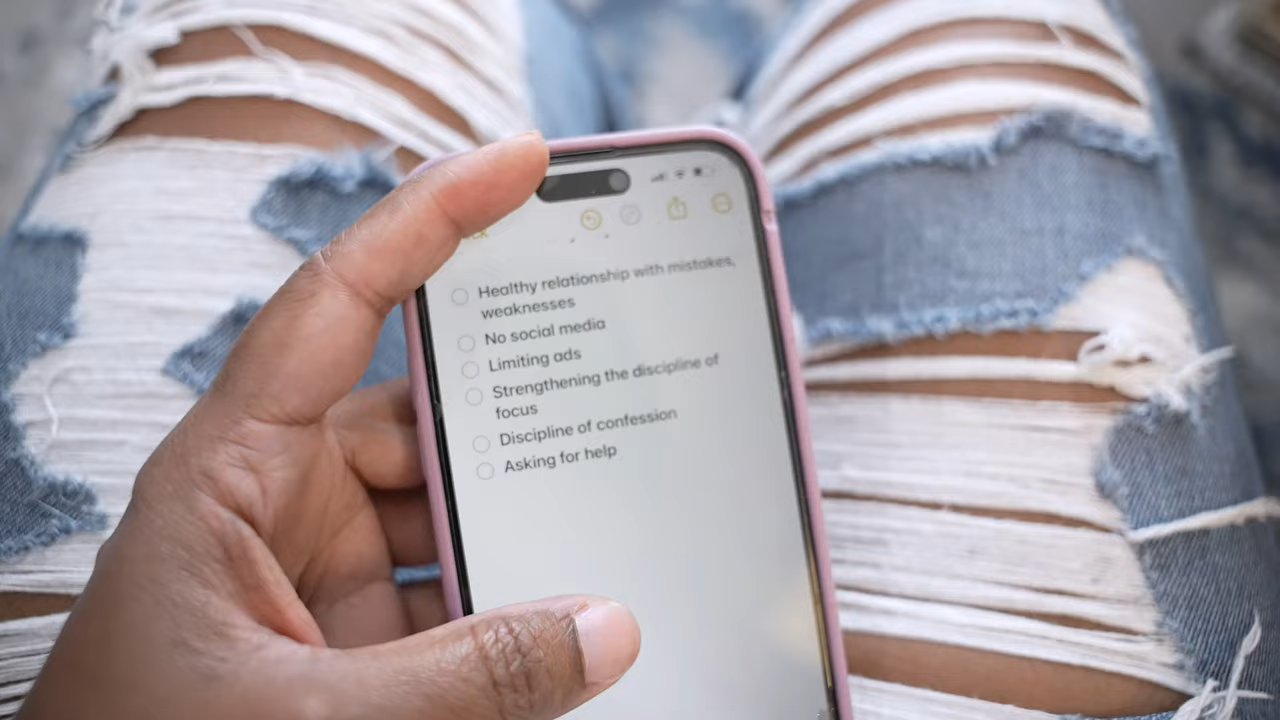 Healthy relationship with mistakes,
weaknesses
No social media
Limiting ads
Strengthening the discipline of
focus
Discipline of confession
Asking for help